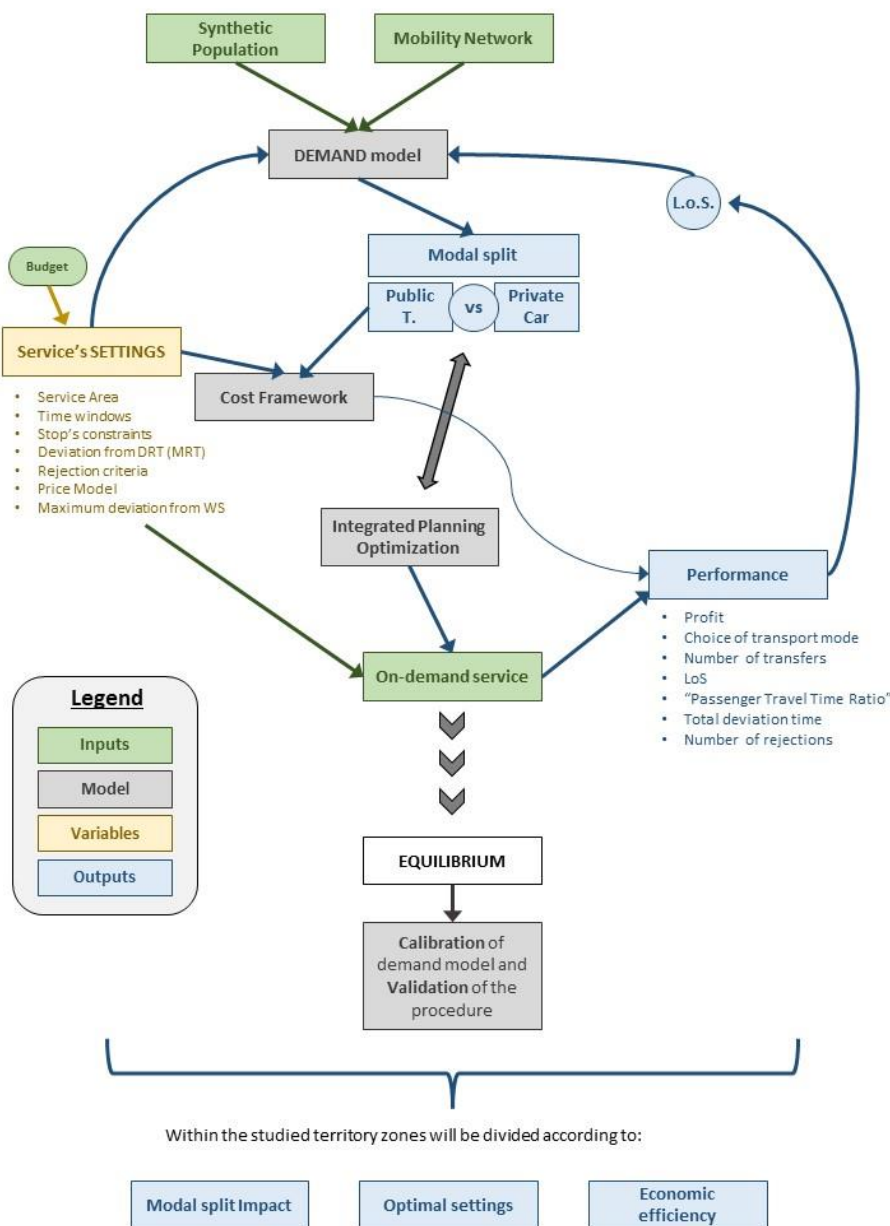 Synthetic
Population
Mobility Network
DEMAND model
L.o.S.
Modal split
Public
T.
vs
Private
Car
Budget
Service's SETTINGS
Cost Framework
• Service Area
• Time windows
• Stop's constraints
• Deviation from DRT (MRT)
• Rejection criteria
• Price Model
• Maximum deviation from WS
Integrated Planning
Optimization
Performance
• Profit
• Choice of transport mode
• Number of transfers
• LoS
• "Passenger Travel Time Ratio"
• Total deviation time
• Number of rejections
On-demand service
Legend
Inputs
Model
Variables
Outputs
EQUILIBRIUM
Calibration of
demand model and
Validation of the
procedure
Within the studied territory zones will be divided according to:
Modal split Impact
Optimal settings
Economic
efficiency